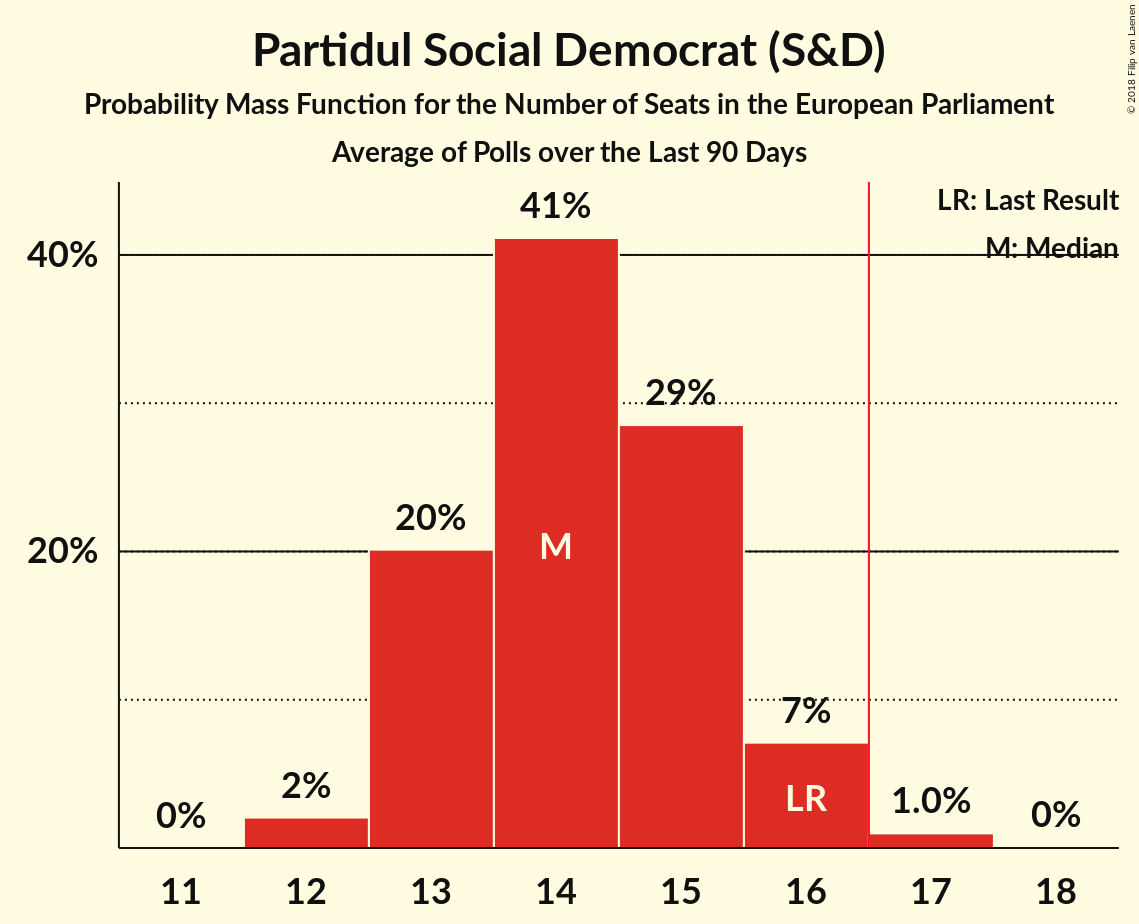 Partidul Social Democrat (S&D)
Probability Mass Function for the Number of Seats in the European Parliament
Average of Polls over the Last 90 Days
© 2018 Filip van Laenen
LR: Last Result
M: Median
40%
20%
0%
2%
20%
41%
29%
7%
1.0%
0%
M
LR
11 12 13 14 15 16 17 18